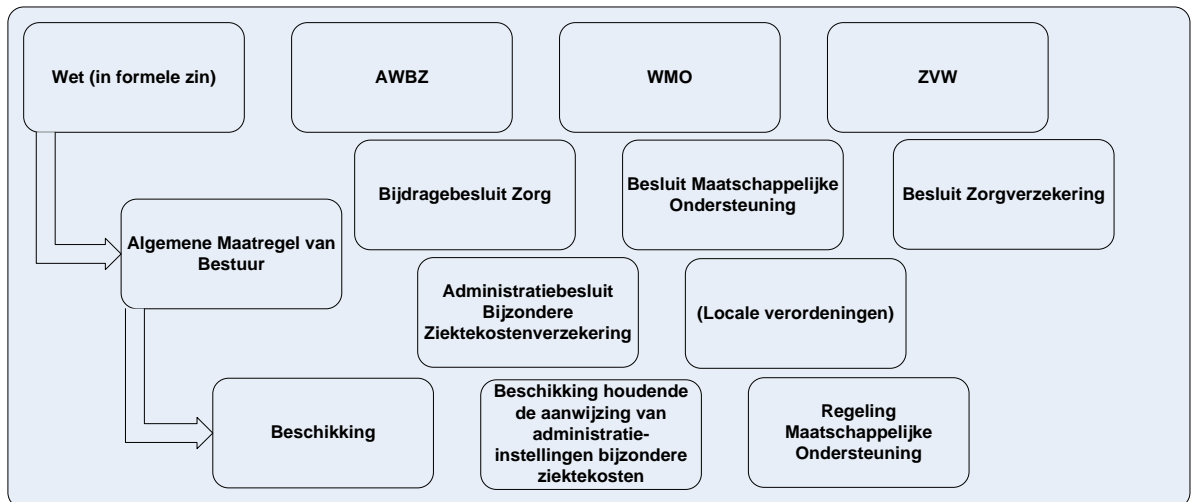 Wet (in formele zin)
AWBZ
WMO
ZVW
Bijdragebesluit Zorg
Besluit Maatschappelijke
Ondersteuning
Besluit Zorgverzekering
Algemene Maatregel van
Bestuur
Administratiebesluit
Bijzondere
Ziektekostenverzekering
(Locale verordeningen)
Beschikking
Beschikking houdende
de aanwijzing van
administratie-
instellingen bijzondere
ziektekosten
Regeling
Maatschappelijke
Ondersteuning